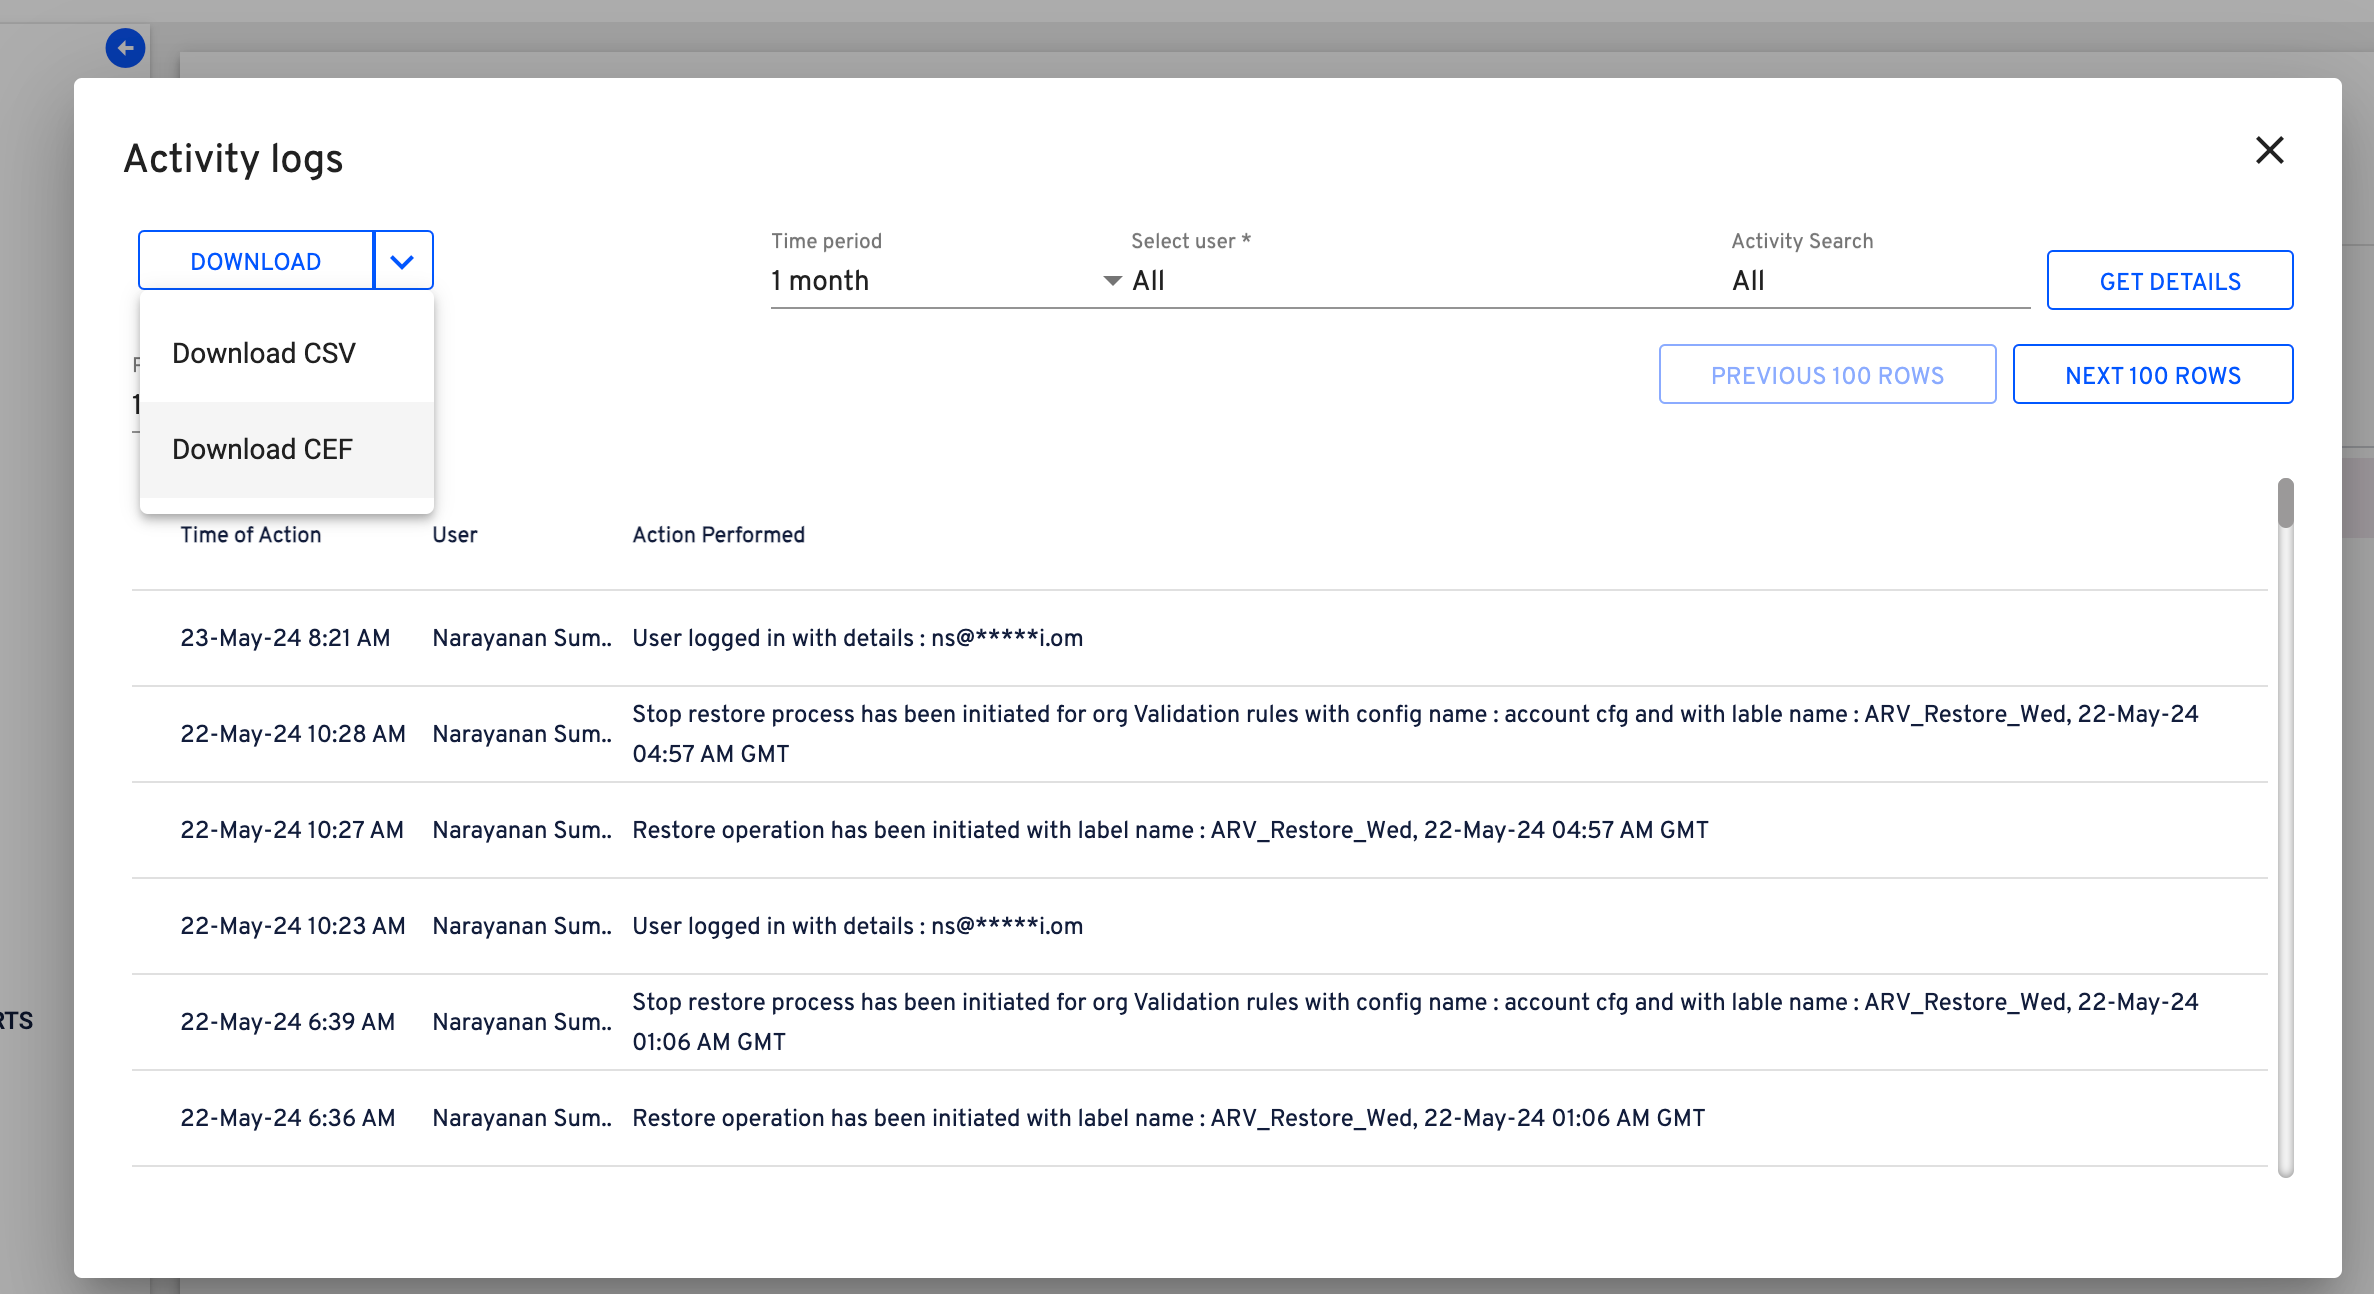 Activity logs
DOWNLOAD
Time period
Select user *
Activity Search
1 month
All
All
GET DETAILS
Download CSV
PREVIOUS 100 ROWS
NEXT 100 ROWS
Download CEF
Time of Action User Action Performed
23-May-24 8:21 AM Narayanan Sum.. User logged in with details : ns@*****i.om
22-May-24 10:28 AM Narayanan Sum.. Stop restore process has been initiated for org Validation rules with config name : account cfg and with lable name : ARV_Restore_Wed, 22-May-24
04:57 AM GMT
22-May-24 10:27 AM Narayanan Sum.. Restore operation has been initiated with label name : ARV_Restore_Wed, 22-May-24 04:57 AM GMT
22-May-24 10:23 AM Narayanan Sum.. User logged in with details : ns@*****i.om
22-May-24 6:39 AM Narayanan Sum.. Stop restore process has been initiated for org Validation rules with config name : account cfg and with lable name : ARV_Restore_Wed, 22-May-24
01:06 AM GMT
RTS
22-May-24 6:36 AM Narayanan Sum.. Restore operation has been initiated with label name : ARV_Restore_Wed, 22-May-24 01:06 AM GMT